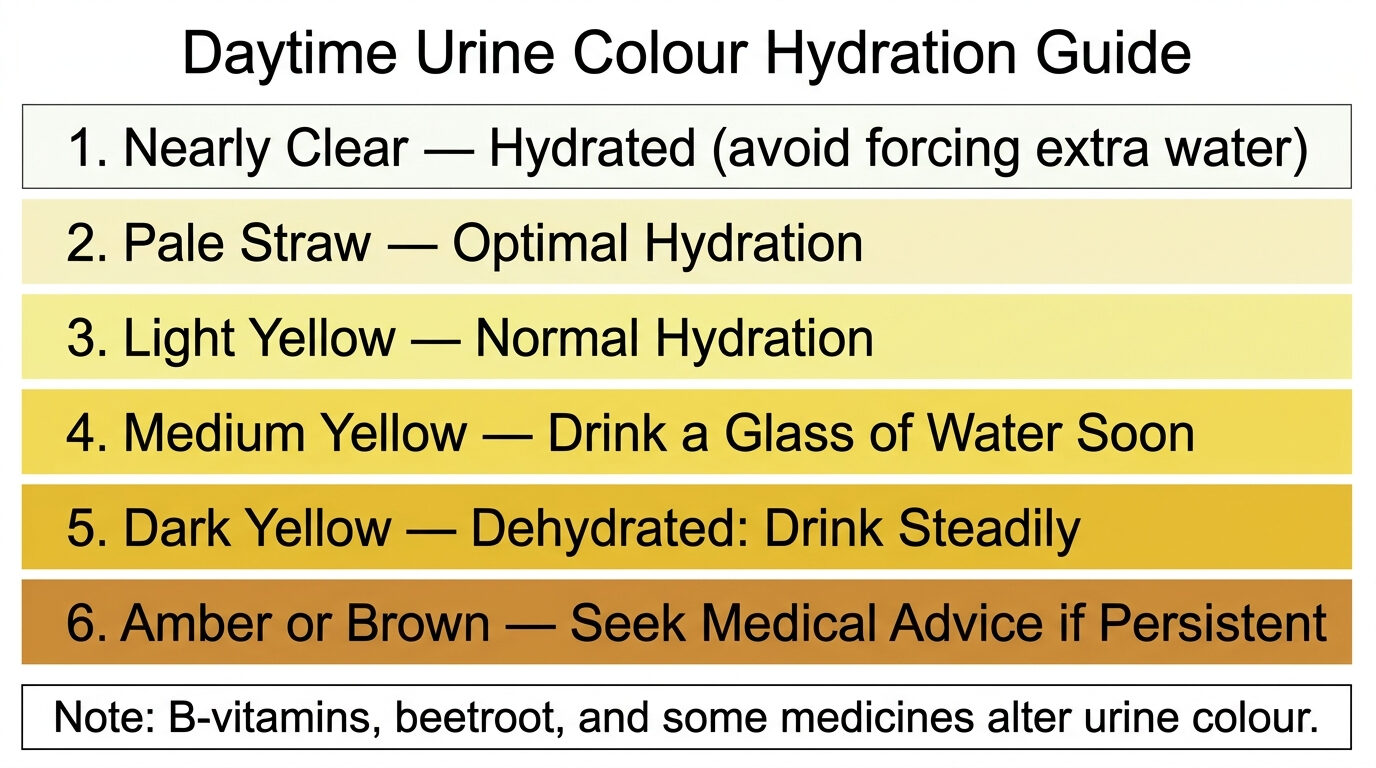 Daytime Urine Colour Hydration Guide
1. Nearly Clear — Hydrated (avoid forcing extra water)
2. Pale Straw — Optimal Hydration
3. Light Yellow — Normal Hydration
4. Medium Yellow — Drink a Glass of Water Soon
5. Dark Yellow — Dehydrated: Drink Steadily
6. Amber or Brown — Seek Medical Advice if Persistent
Note: B-vitamins, beetroot, and some medicines alter urine colour.